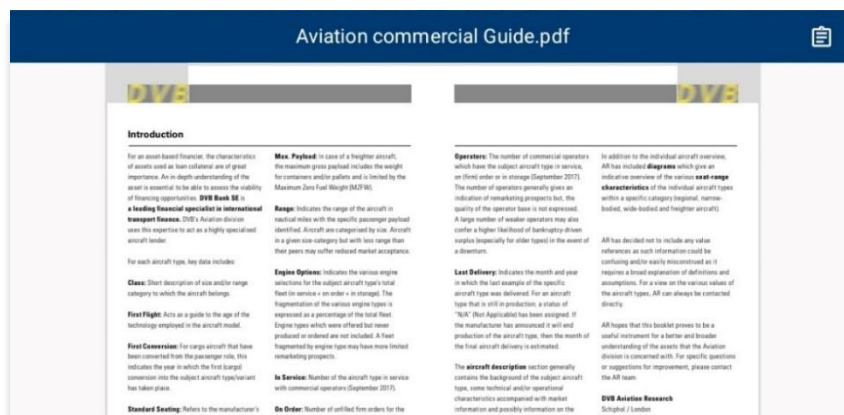 Aviation commercial Guide.pdf
DVB
DVB
Introduction
For an asset-based financier, the characteristics
of assets used as loan collateral are of great
importance. An in-depth understanding of the
asset is essential to be able to assess the viability
of financing opportunities. DVB Bank SE is
a leading financial specialist in international
transport finance. DVB's Aviation division
uses this expertise to act as a highly specialised
aircraft lender.
For each aircraft type, key data includes:
Class: Short description of size and/or range
category to which the aircraft belongs.
First Flight: Acts as a guide to the age of the
technology employed in the aircraft model.
First Conversion: For cargo aircraft that have
been converted from the passenger role, this
indicates the year in which the first (cargo)
conversion into the subject aircraft type/variant
has taken place.
Standard Seating: Refers to the manufacturer's
Max. Payload: In case of a freighter aircraft,
the maximum gross payload includes the weight
for containers and/or pallets and is limited by the
Maximum Zero Fuel Weight (MZFW).
Range: Indicates the range of the aircraft in
nautical miles with the specific passenger payload
identified. Aircraft are categorised by size. Aircraft
in a given size-category but with less range than
their peers may suffer reduced market acceptance.
Engine Options: Indicates the various engine
selections for the subject aircraft type's total
fleet (in service + on order + in storage). The
fragmentation of the various engine types is
expressed as a percentage of the total fleet.
Engine types which were offered but never
produced or ordered are not included. A fleet
fragmented by engine type may have more limited
remarketing prospects.
In Service: Number of the aircraft type in service
with commercial operators (September 2017).
On Order: Number of unfilled firm orders for the
Operators: The number of commercial operators
which have the subject aircraft type in service,
on (firm) order or in storage (September 2017).
The number of operators generally gives an
indication of remarketing prospects but, the
quality of the operator base is not expressed.
A large number of weaker operators may also
confer a higher likelihood of bankruptcy-driven
surplus (especially for older types) in the event of
a downturn.
Last Delivery: Indicates the month and year
in which the last example of the specific
aircraft type was delivered. For an aircraft
type that is still in production, a status of
"N/A" (Not Applicable) has been assigned. If
the manufacturer has announced it will end
production of the aircraft type, then the month of
the final aircraft delivery is estimated.
The aircraft description section generally
contains the background of the subject aircraft
type, some technical and/or operational
characteristics accompanied with market
information and possibly information on the
In addition to the individual aircraft overview,
AR has included diagrams which give an
indicative overview of the various seat-range
characteristics of the individual aircraft types
within a specific category (regional, narrow-
bodied, wide-bodied and freighter aircraft).
AR has decided not to include any value
references as such information could be
confusing and/or easily misconstrued as it
requires a broad explanation of definitions and
assumptions. For a view on the various values of
the aircraft types, AR can always be contacted
directly.
AR hopes that this booklet proves to be a
useful instrument for a better and broader
understanding of the assets that the Aviation
division is concerned with. For specific questions
or suggestions for improvement, please contact
the AR team.
DVB Aviation Research
Schiphol / London